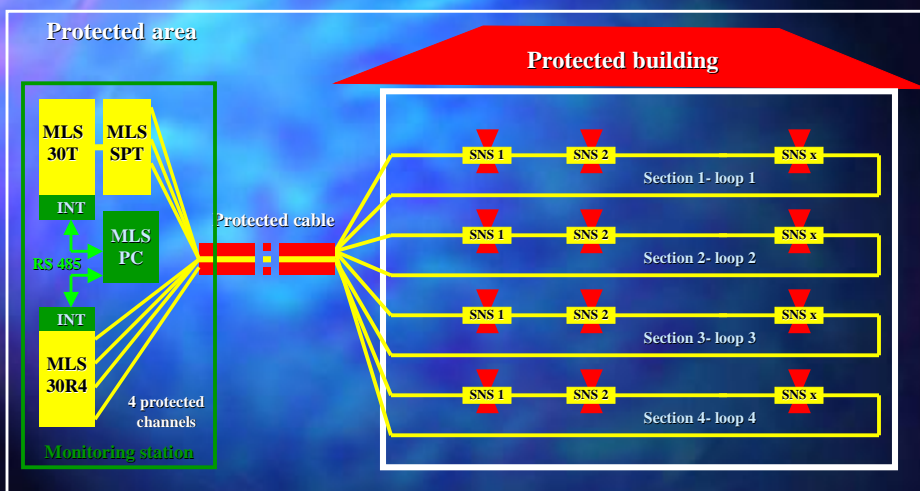 Protected area
Protected building
MLS
30T
MLS
SPT
INT
MLS
PC
RS 485
INT
MLS
30R4
4 protected
channels
Monitoring station
Protected cable
SNS 1 SNS 2 SNS x
Section 1- loop 1
SNS 1 SNS 2 SNS x
Section 2- loop 2
SNS 1 SNS 2 SNS x
Section 3- loop 3
SNS 1 SNS 2 SNS x
Section 4- loop 4